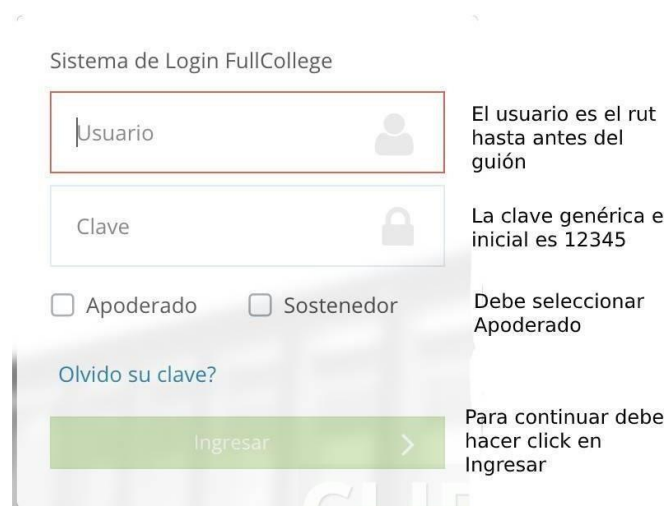 Sistema de Login FullCollege
Usuario
El usuario es el rut
hasta antes del
guión
Clave
La clave genérica e
inicial es 12345
Apoderado
Sostenedor
Debe seleccionar
Apoderado
Olvido su clave?
Ingresar
Para continuar debe
hacer click en
Ingresar